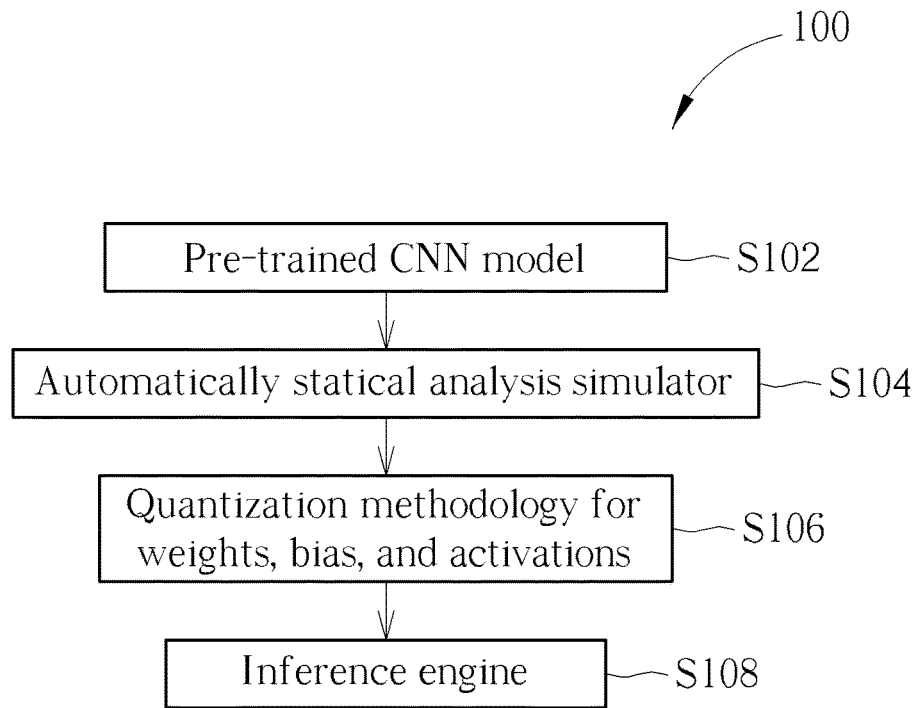 100
Pre-trained CNN model
S102
Automatically statical analysis simulator
S104
Quantization methodology for
weights, bias, and activations
S106
Inference engine
S108